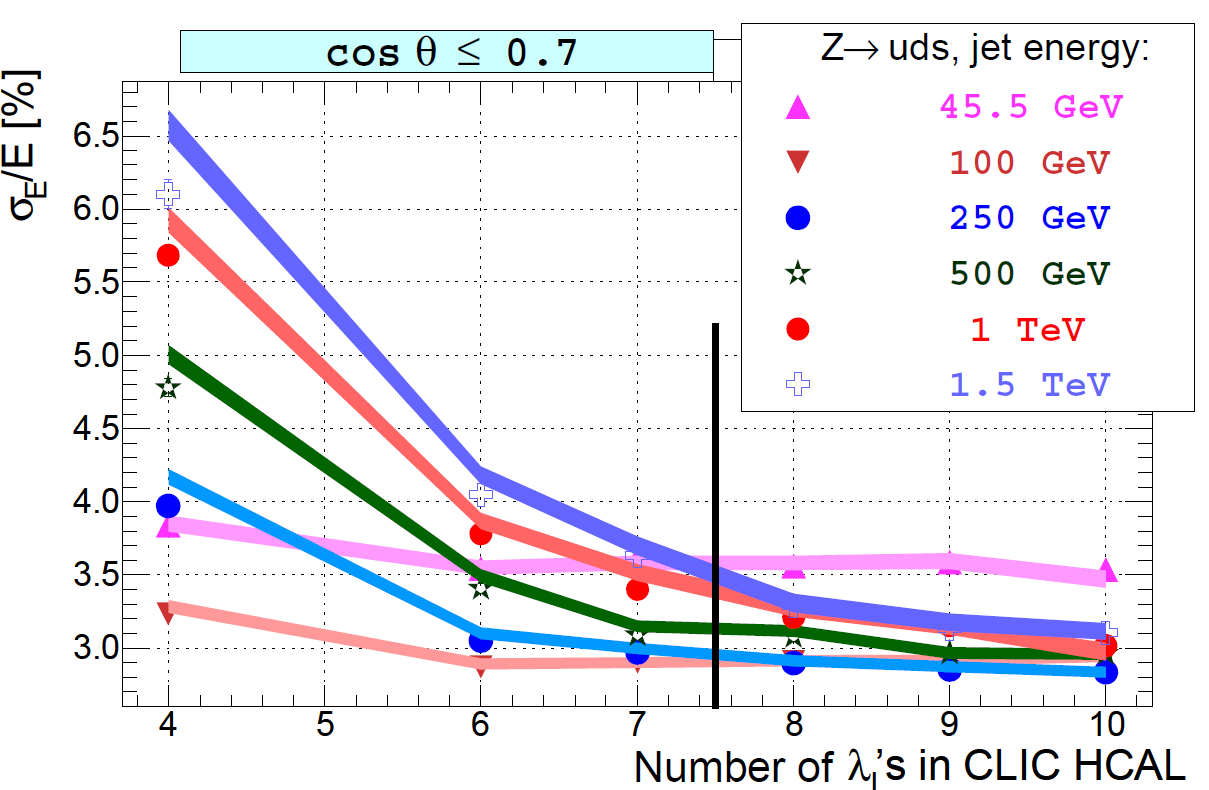 cos θ ≤ 0.7
Z→ uds, jet energy:
45.5 GeV
100 GeV
250 GeV
500 GeV
1 TeV
1.5 TeV
σE/E [%]
6.5
6.0
5.5
5.0
4.5
4.0
3.5
3.0
4 5 6 7 8 9 10
Number of λI's in CLIC HCAL